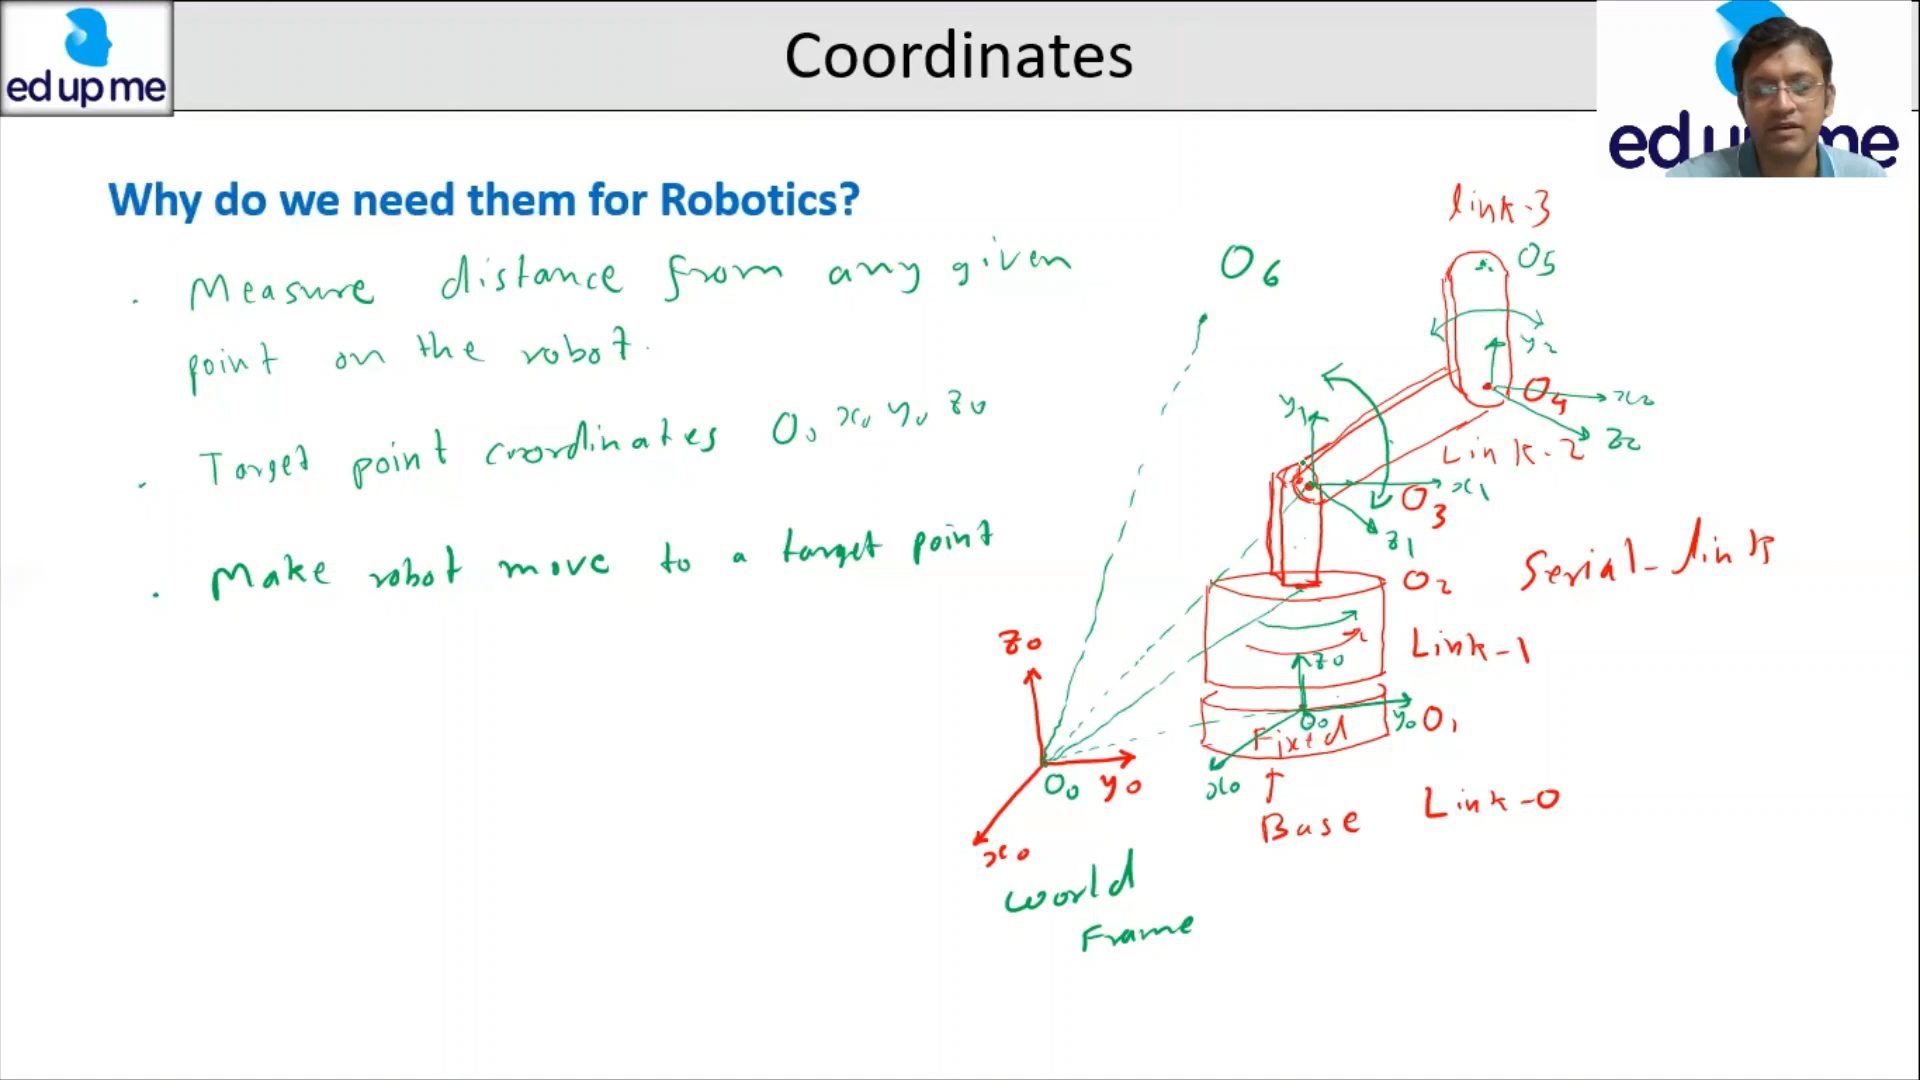 ed up me
Coordinates
ed up me
Why do we need them for Robotics?
. Measure distance from any given
point on the robot.
. Target point coordinates O₀ x₀ y₀ z₀
. Make robot move to a target point
link-3
O₆
O₅
y₂
O₄
x₂
z₂
Link-2
y₁
x₁
O₃
z₁
O₂
Serial-link
Link-1
z₀
z₀
O₀
y₀
O₁
Fixed
O₀
y₀
x₀
Base
Link-0
x₀
World
Frame